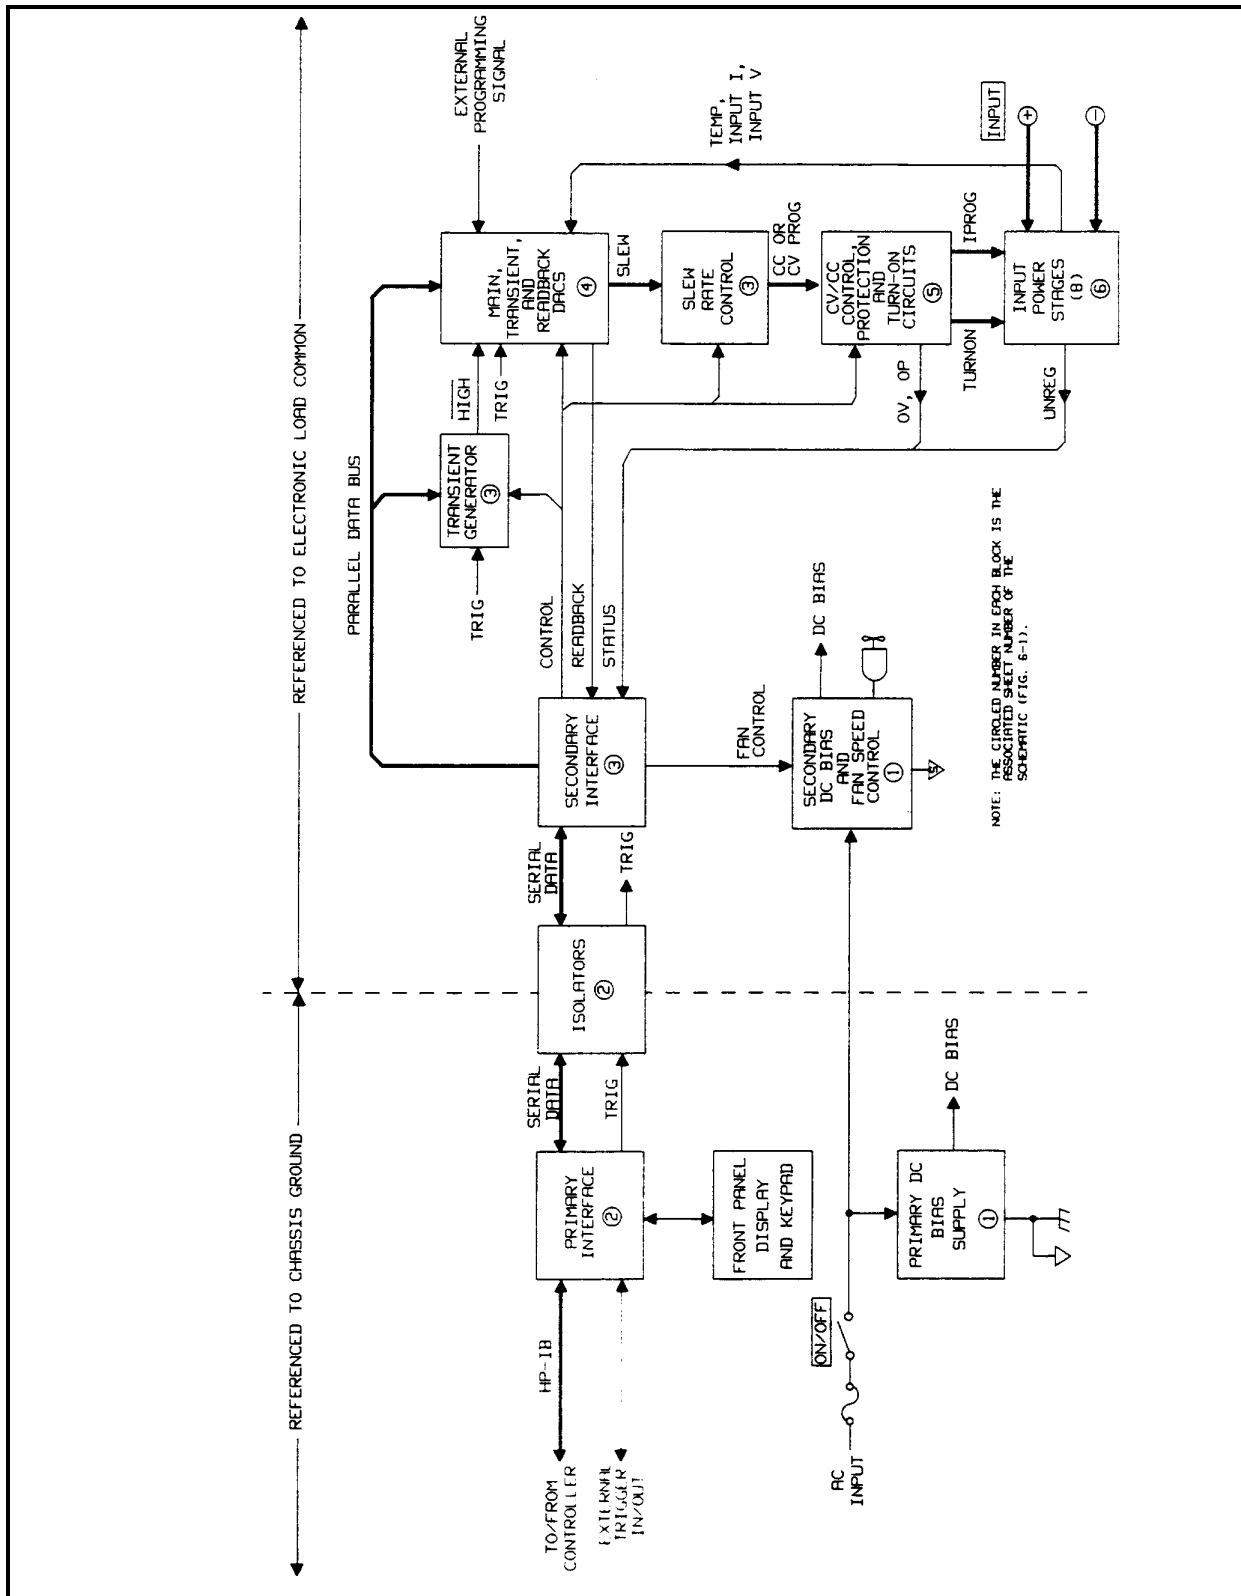 REFERENCED TO CHASSIS GROUND
REFERENCED TO ELECTRONIC LOAD COMMON
PARALLEL DATA BUS
EXTERNAL
PROGRAMMING
SIGNAL
TRIG
TRANSIENT
GENERATOR
3
HIGH
TRIG
MAIN,
TRANSIENT,
AND
READBACK
DACS
4
TO/FROM
CONTROLLER
HP-IB
EXTERNAL
TRIGGER
IN/OUT
PRIMARY
INTERFACE
2
SERIAL
DATA
TRIG
ISOLATORS
2
SERIAL
DATA
TRIG
SECONDARY
INTERFACE
3
CONTROL
READBACK
STATUS
SLEW
SLEW
RATE
CONTROL
3
TEMP,
INPUT I,
INPUT V
CC OR
CV PROG
FRONT PANEL
DISPLAY
AND KEYPAD
FAN
CONTROL
CV/CC
CONTROL,
PROTECTION
AND
TURN-ON
CIRCUITS
5
OV, OP
TURNON
IPROG
AC
INPUT
ON/OFF
SECONDARY
DC BIAS
AND
FAN SPEED
CONTROL
1
DC BIAS
S
PRIMARY DC
BIAS
SUPPLY
1
DC BIAS
INPUT
POWER
STAGES
(8)
6
UNREG
INPUT
+
−
NOTE: THE CIRCLED NUMBER IN EACH BLOCK IS THE
ASSOCIATED SHEET NUMBER OF THE
SCHEMATIC (FIG. 6-1).